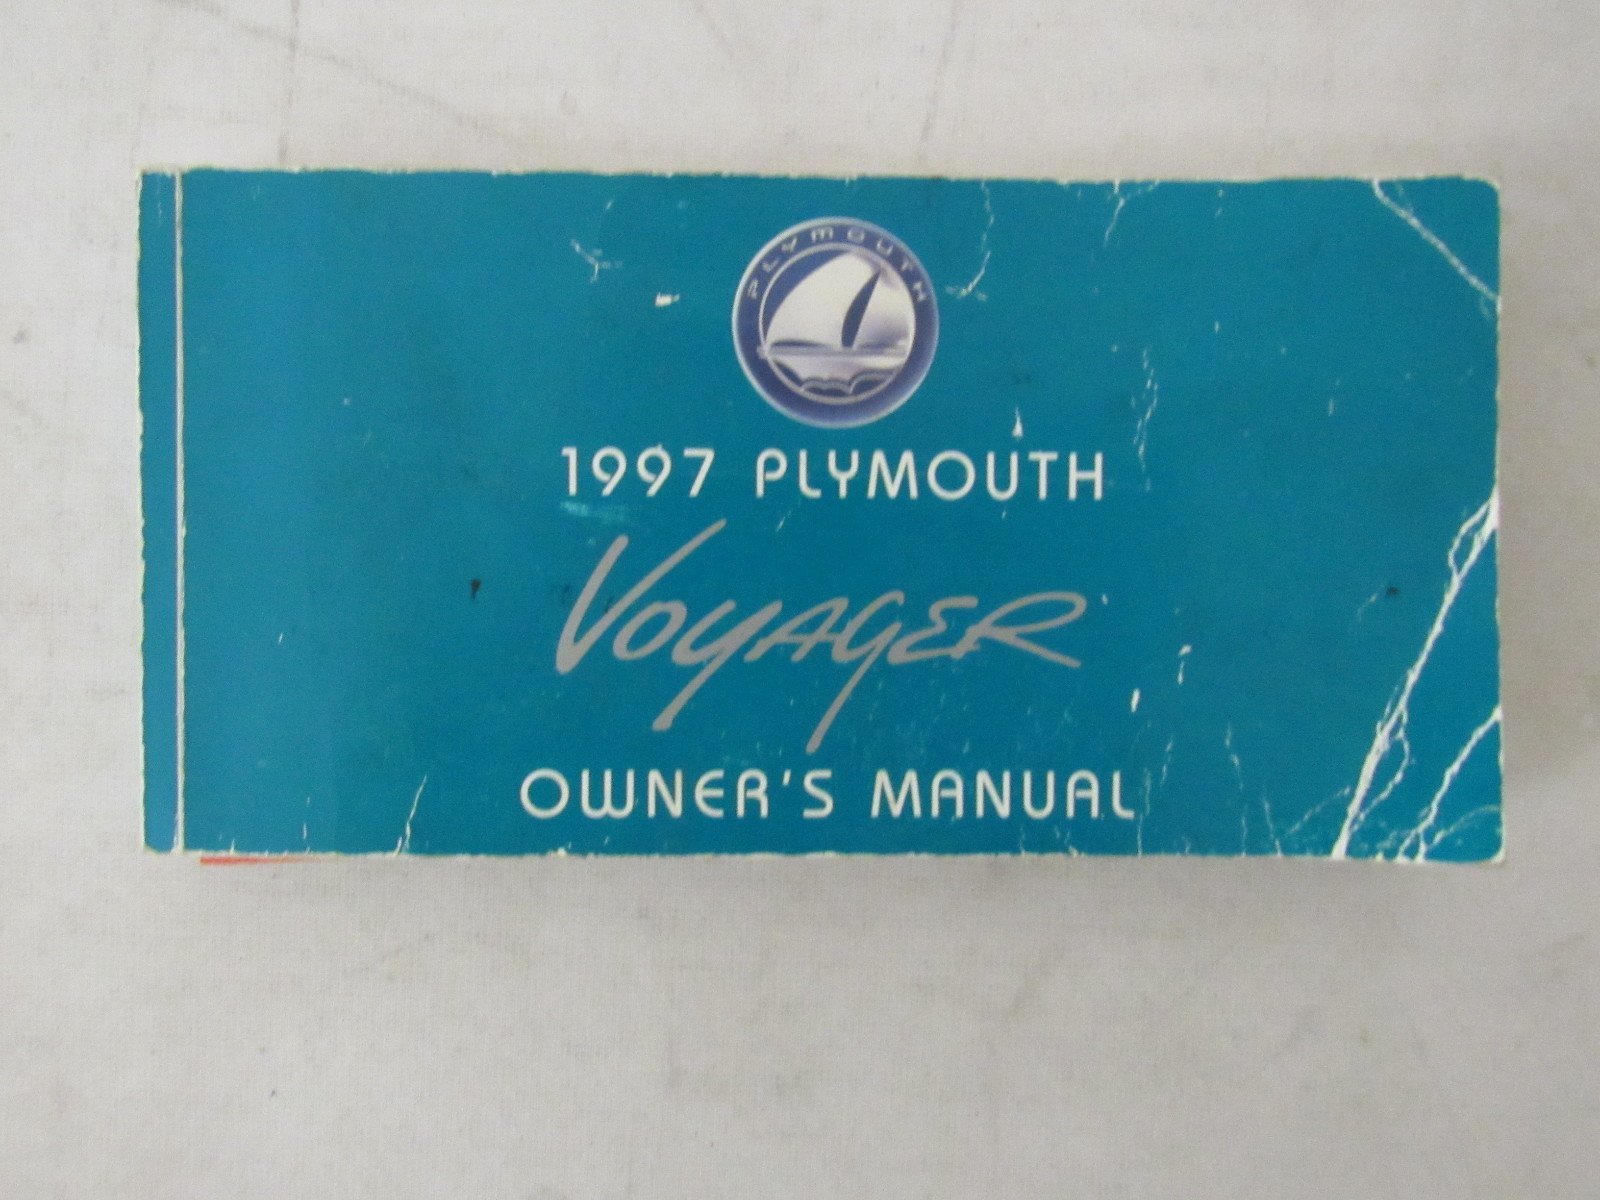 PLYMOUTH
1997 PLYMOUTH
VOYAGER
OWNER'S MANUAL